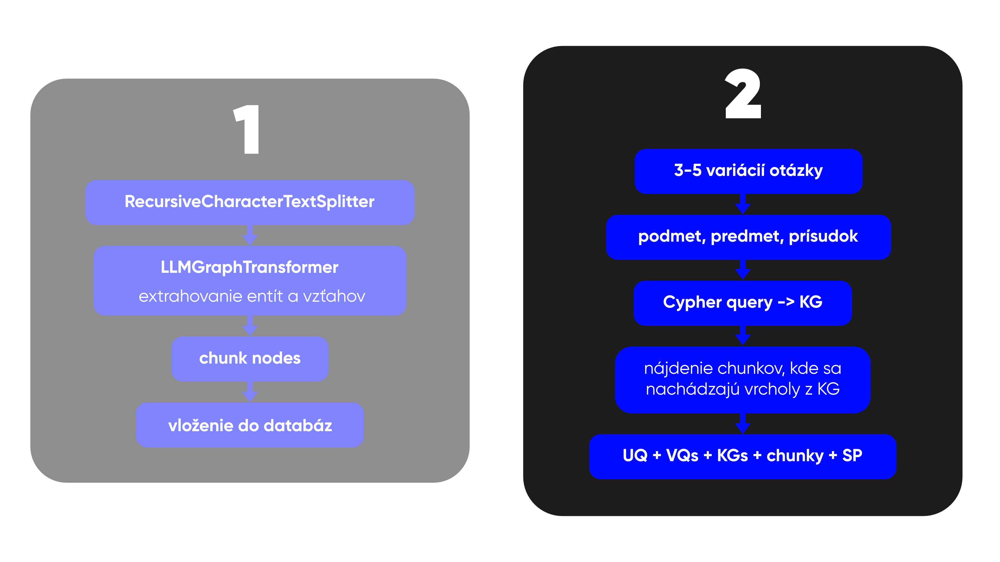 1
RecursiveCharacterTextSplitter
LLMGraphTransformer
extrahovanie entít a vzťahov
chunk nodes
vloženie do databáz
2
3-5 variácií otázky
podmet, predmet, prísudok
Cypher query -> KG
nájdenie chunkov, kde sa
nachádzajú vrcholy z KG
UQ + VQs + KGs + chunky + SP